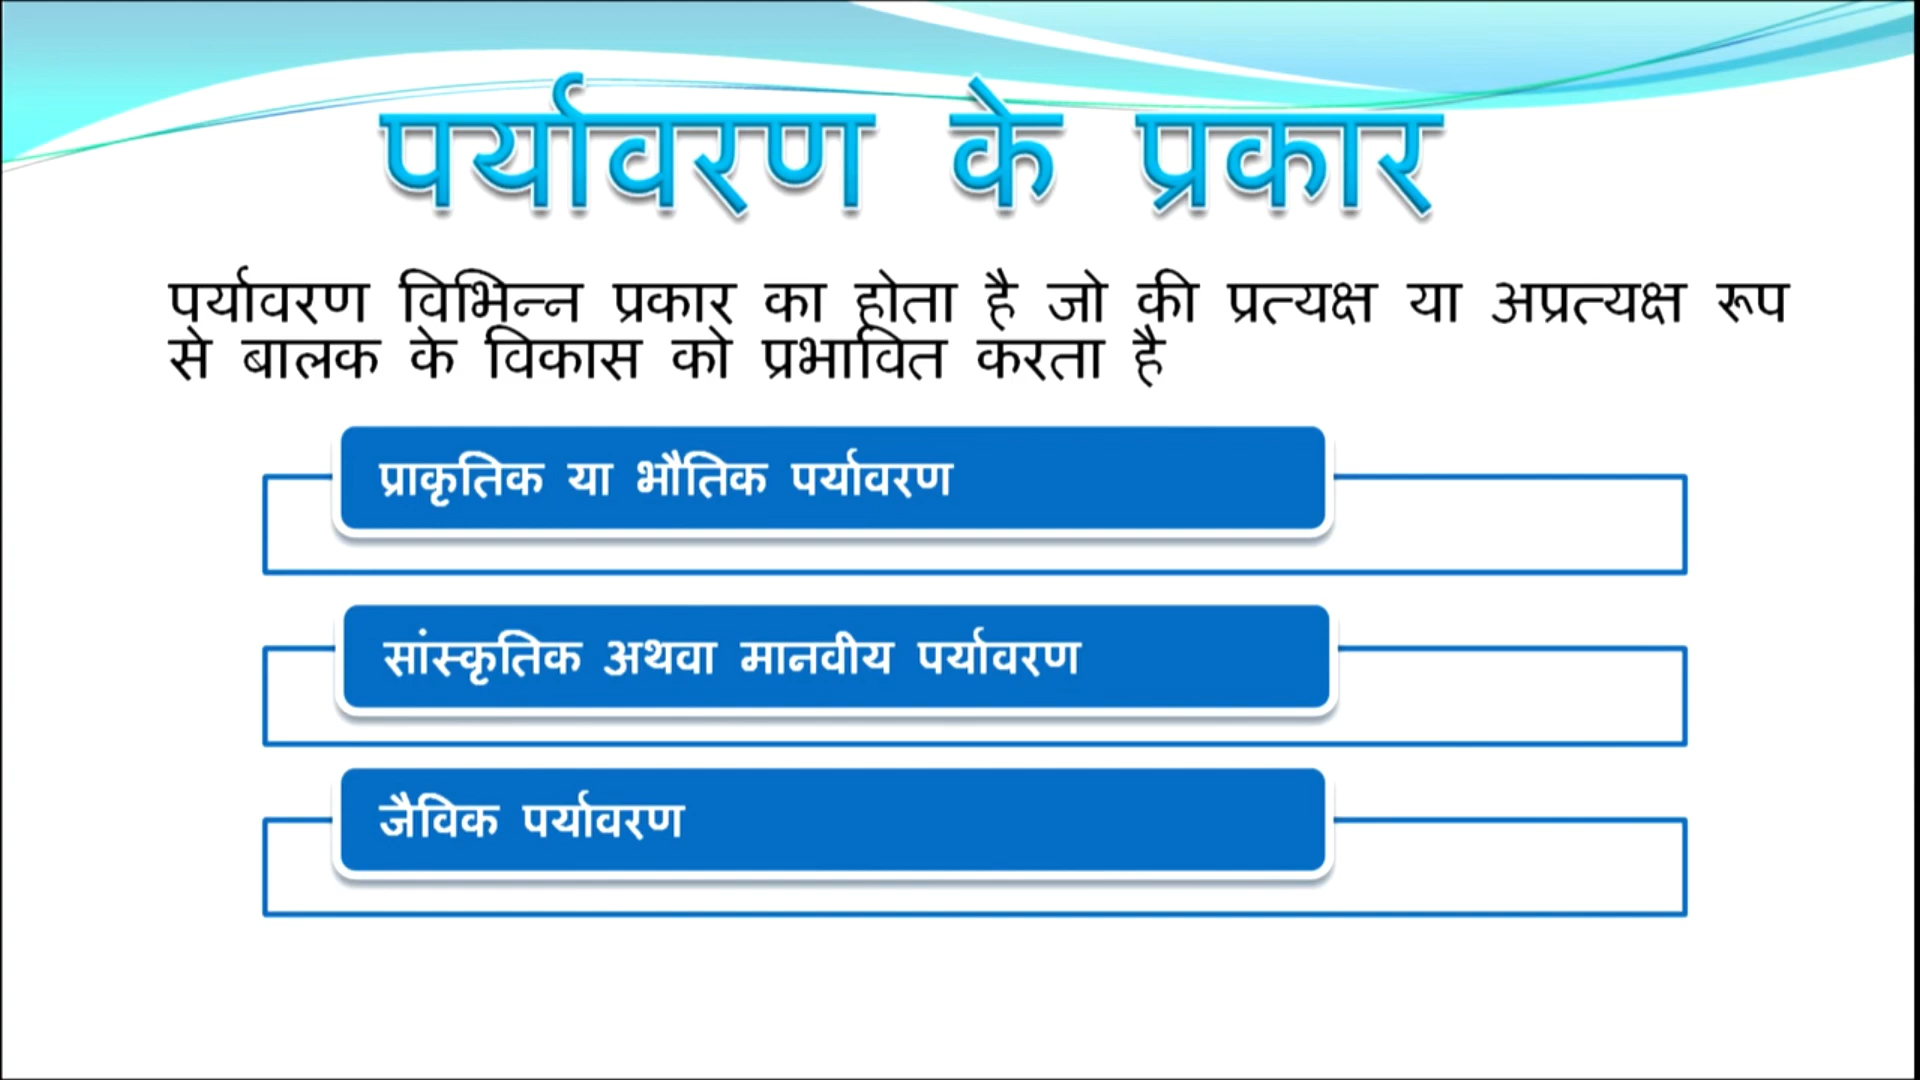 पर्यावरण के प्रकार
पर्यावरण विभिन्न प्रकार का होता है जो की प्रत्यक्ष या अप्रत्यक्ष रूप
से बालक के विकास को प्रभावित करता है
प्राकृतिक या भौतिक पर्यावरण
सांस्कृतिक अथवा मानवीय पर्यावरण
जैविक पर्यावरण